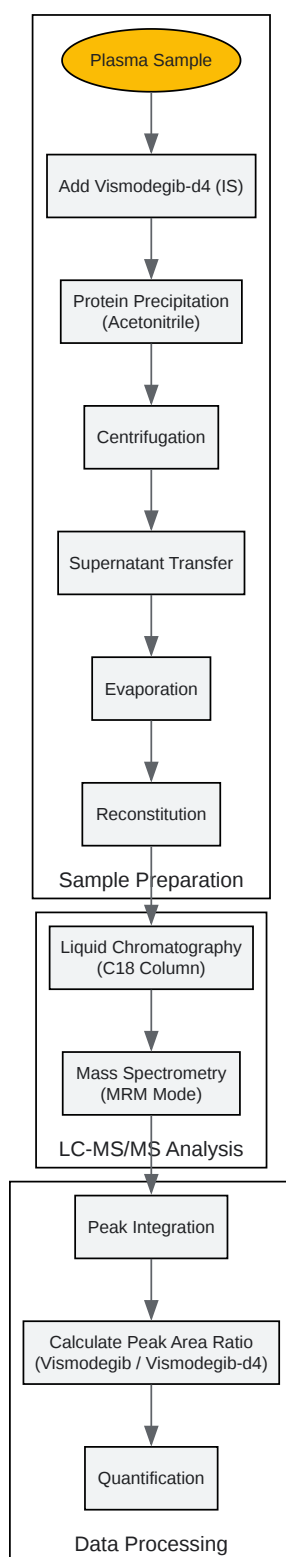 Plasma Sample
Add Vismodegib-d4 (IS)
Protein Precipitation
(Acetonitrile)
Centrifugation
Supernatant Transfer
Evaporation
Reconstitution
Sample Preparation
Liquid Chromatography
(C18 Column)
Mass Spectrometry
(MRM Mode)
LC-MS/MS Analysis
Peak Integration
Calculate Peak Area Ratio
(Vismodegib / Vismodegib-d4)
Quantification
Data Processing